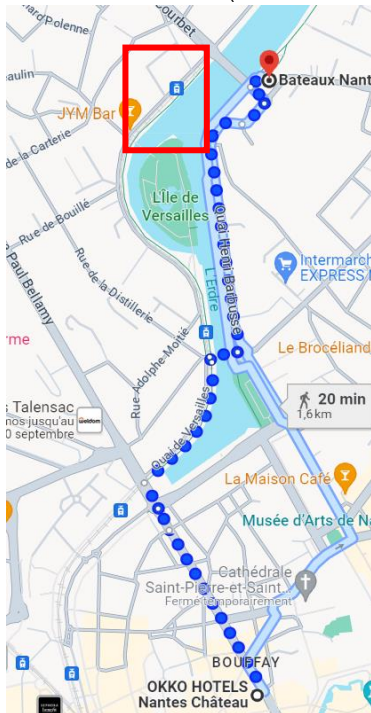 Courbet
d Polenne
aulin
JYM Bar
de la Carterie
Bateaux Nant
L'Île de
Versailles
Rue de Bouillé
Rue de la Distillerie
Paul Bellamy
Quai Henri Barbusse
L'Erdre
Intermarch
EXPRESS N
rme
Rue-Adolphe-Moitié
Le Brocéliand
20 min
1,6 km
s Talensac
mos jusqu'au
0 septembre
weldom
Quai de Versailles
La Maison Café
Musée d'Arts de Na
Cathédrale
Saint-Pierre-et-Saint...
Fermé temporairement
BOUFFAY
OKKO HOTELS
Nantes Château